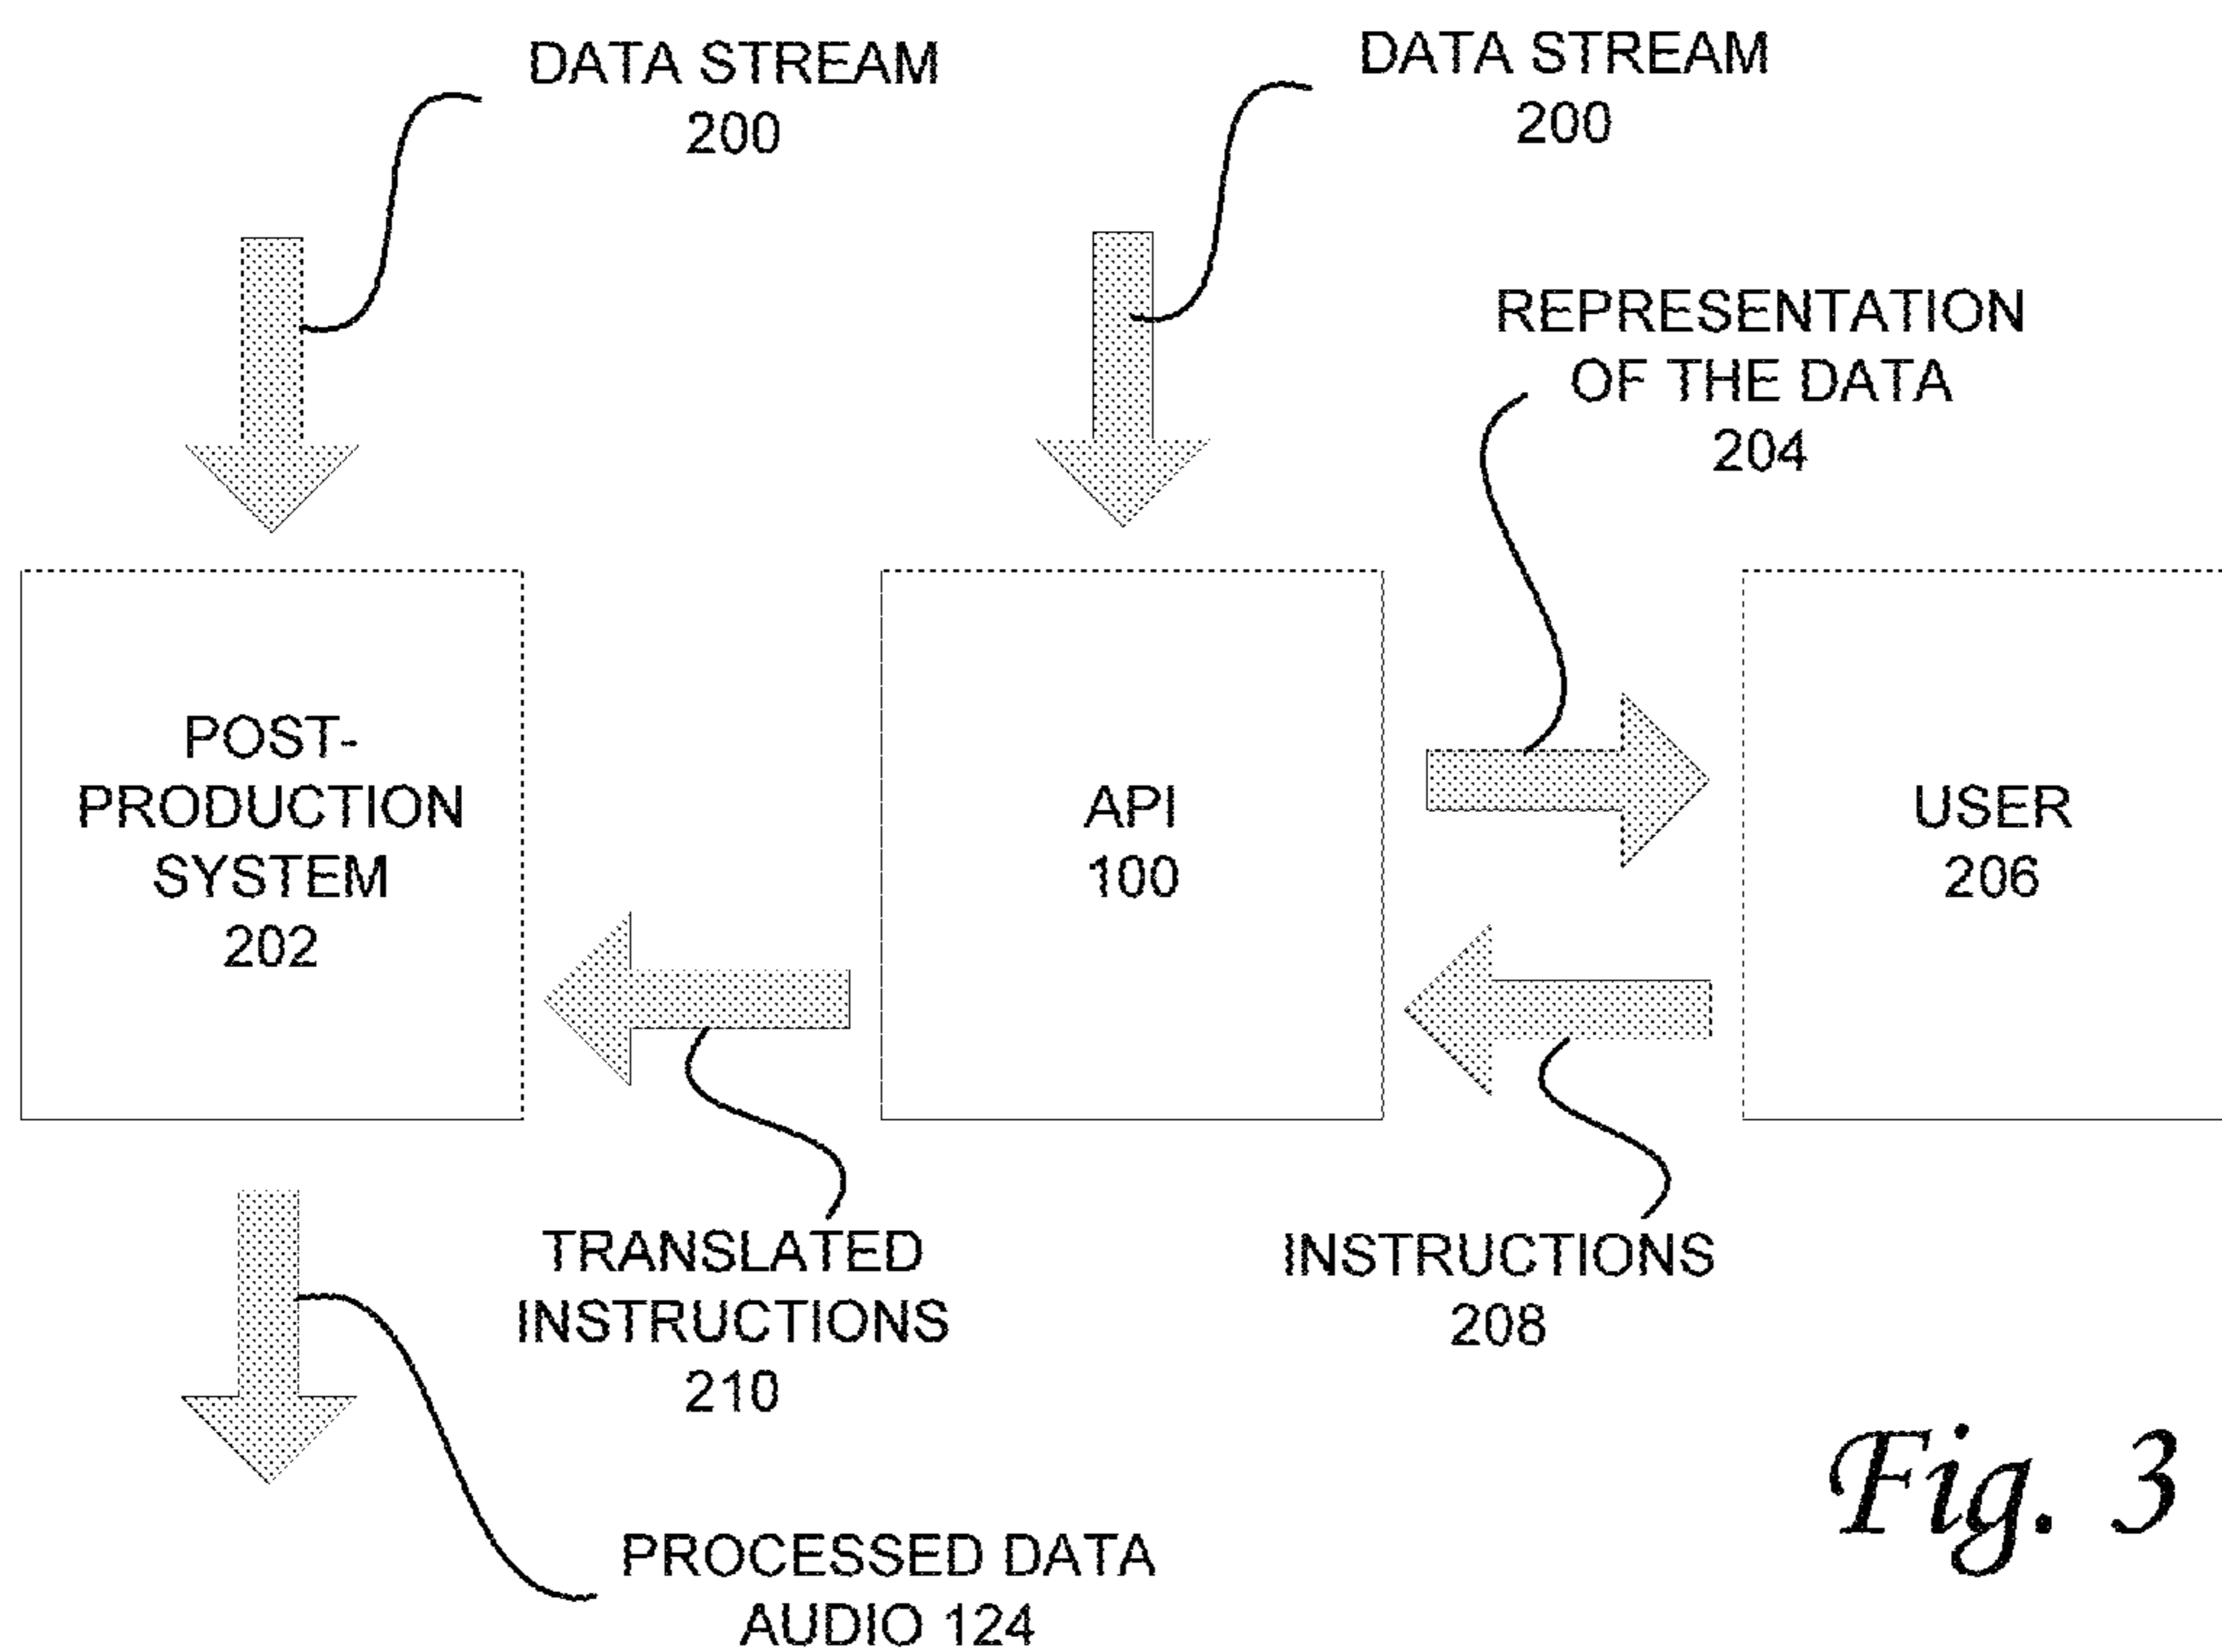 DATA STREAM
200
DATA STREAM
200
REPRESENTATION
OF THE DATA
204
POST-
PRODUCTION
SYSTEM
202
API
100
USER
206
TRANSLATED
INSTRUCTIONS
210
INSTRUCTIONS
208
PROCESSED DATA
AUDIO 124
Fig. 3